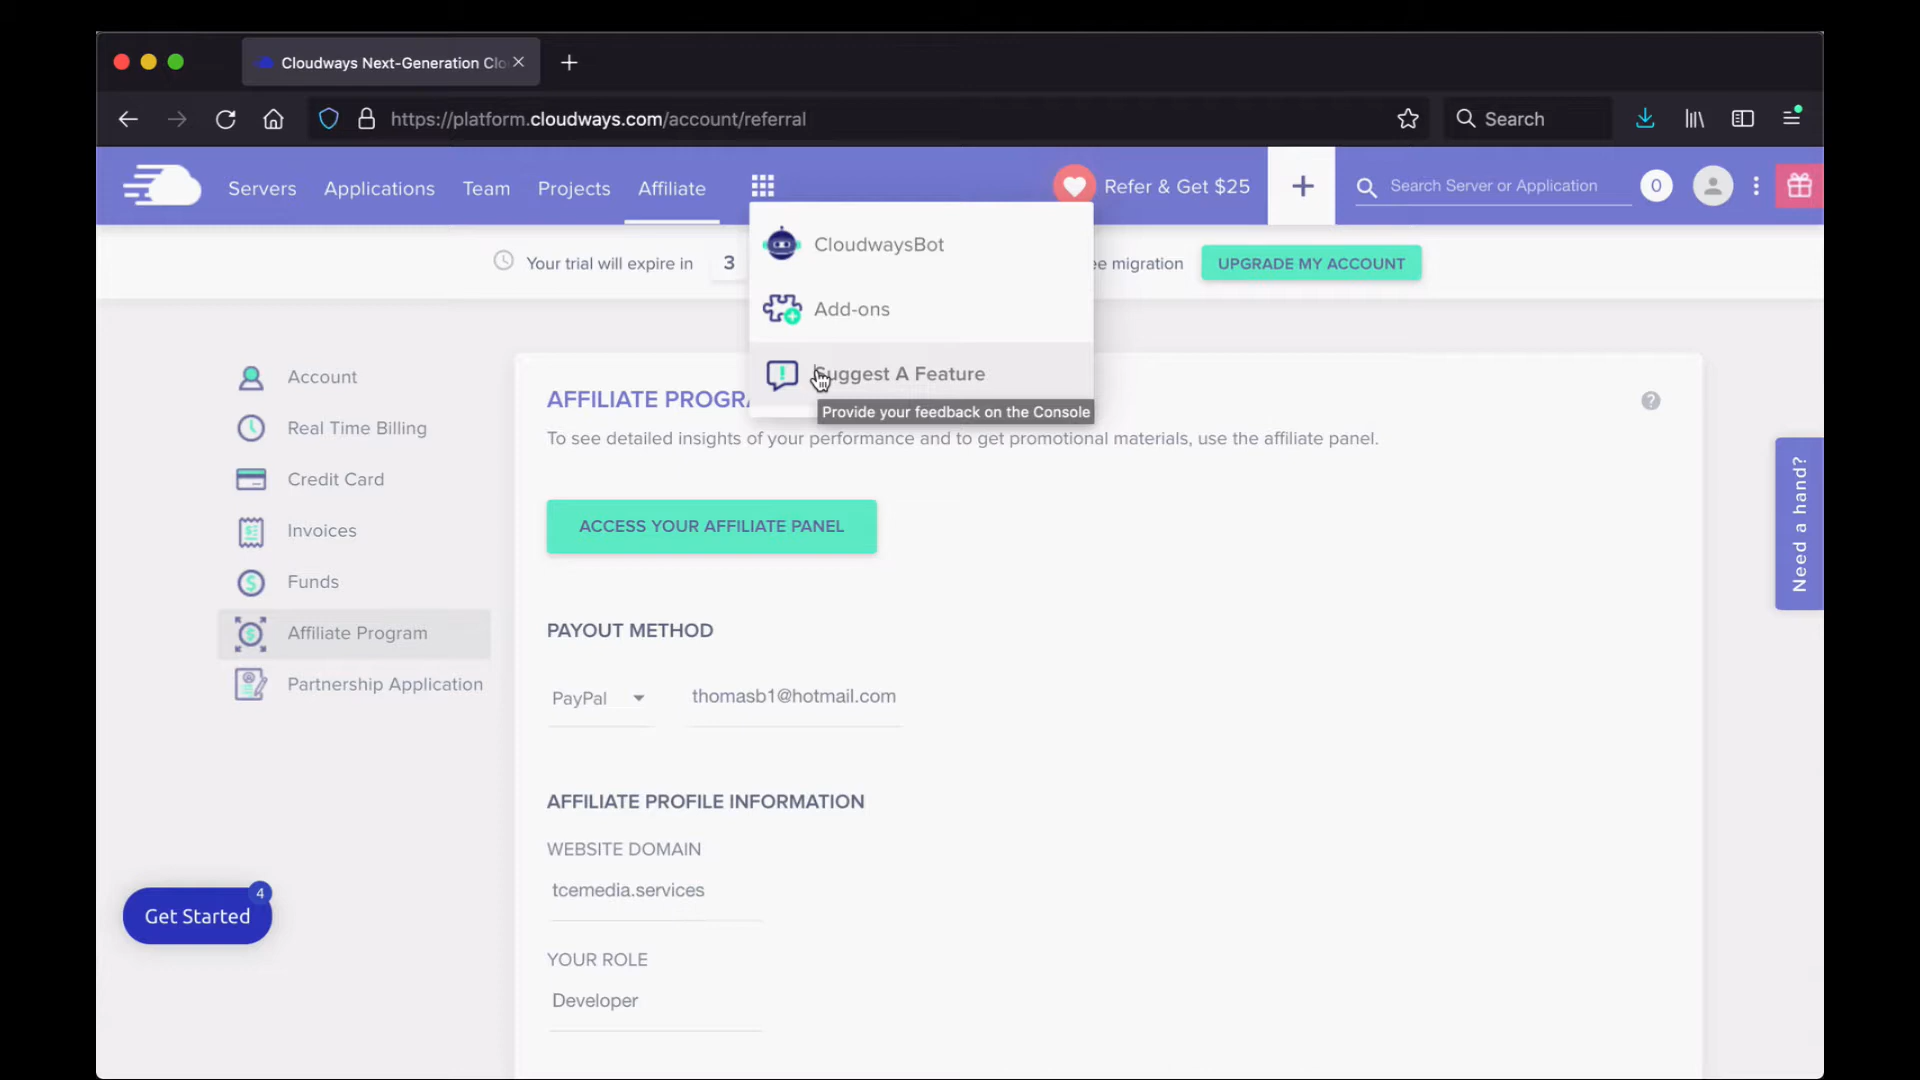 Cloudways Next-Generation Clo
https://platform.cloudways.com/account/referral
Search
Servers
Applications
Team
Projects
Affiliate
Refer & Get $25
Search Server or Application
0
CloudwaysBot
Add-ons
Suggest A Feature
Provide your feedback on the Console
Your trial will expire in 3
ee migration
UPGRADE MY ACCOUNT
Account
Real Time Billing
Credit Card
Invoices
Funds
Affiliate Program
Partnership Application
AFFILIATE PROGRA
To see detailed insights of your performance and to get promotional materials, use the affiliate panel.
ACCESS YOUR AFFILIATE PANEL
PAYOUT METHOD
PayPal
thomasb1@hotmail.com
AFFILIATE PROFILE INFORMATION
WEBSITE DOMAIN
tcemedia.services
YOUR ROLE
Developer
Need a hand?
Get Started
4